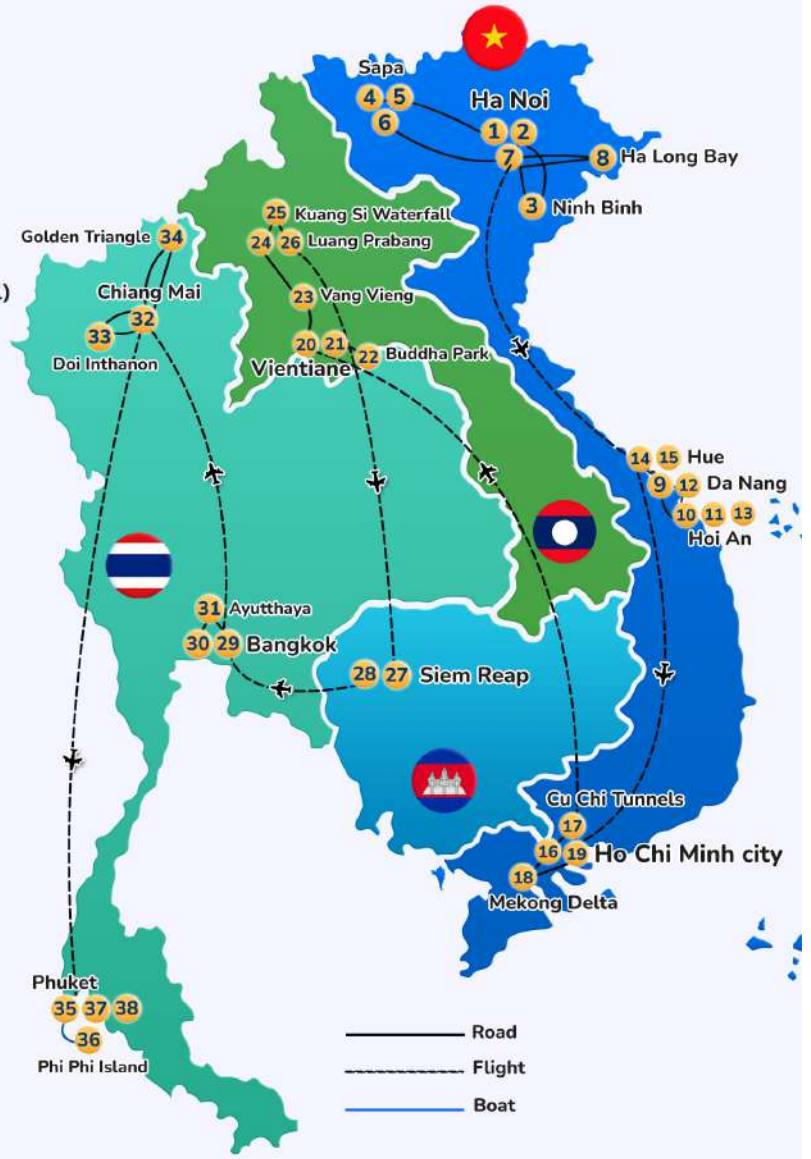 Sapa
4 5
6
Ha Noi
1 2
7
8 Ha Long Bay
3 Ninh Binh
25
Kuang Si Waterfall
24 26 Luang Prabang
Golden Triangle 34
23 Vang Vieng
Chiang Mai
32
33
Doi Inthanon
20 21 22 Buddha Park
Vientiane
14 15 Hue
9 12 Da Nang
10 11 13
Hoi An
31 Ayutthaya
30 29 Bangkok
28 27 Siem Reap
Cu Chi Tunnels
17
16 19 Ho Chi Minh city
18
Mekong Delta
Phuket
35 37 38
36
Phi Phi Island
Road
Flight
Boat